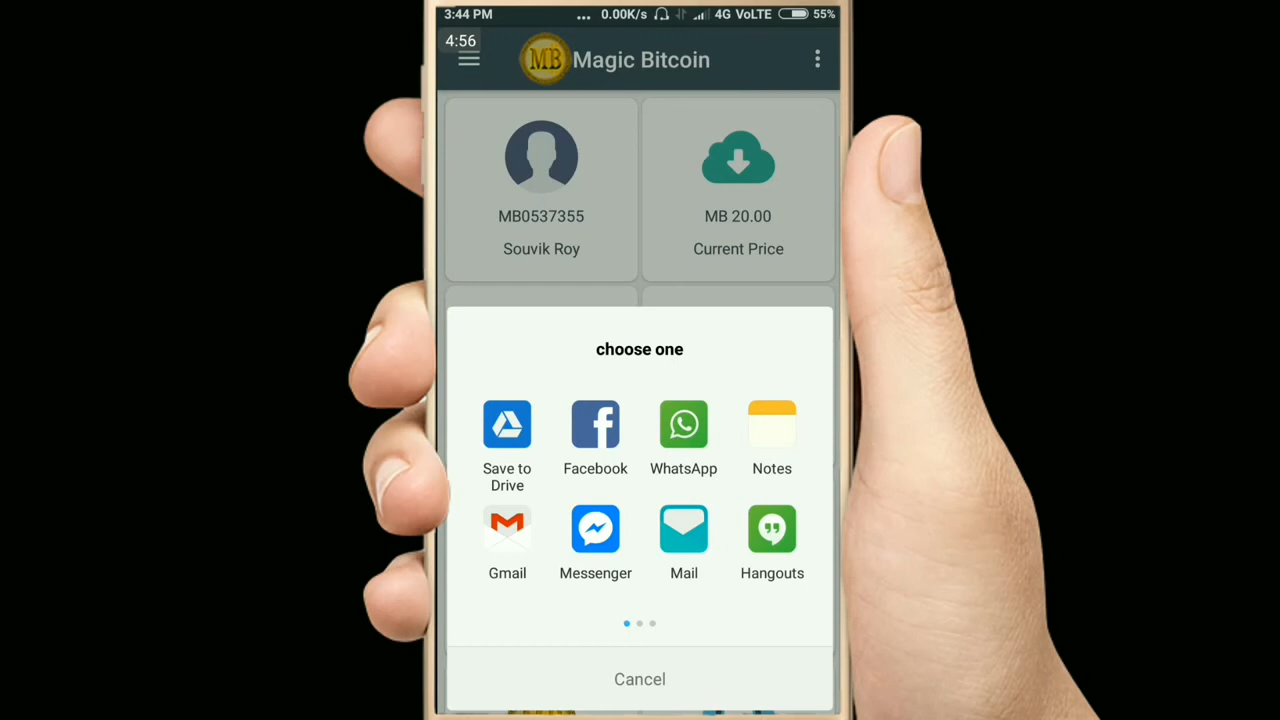 3:44 PM ... 0.00K/s 4G VoLTE 55%
4:56
MB Magic Bitcoin
MB0537355
Souvik Roy
MB 20.00
Current Price
choose one
Save to
Drive
Facebook
WhatsApp
Notes
Gmail
Messenger
Mail
Hangouts
Cancel